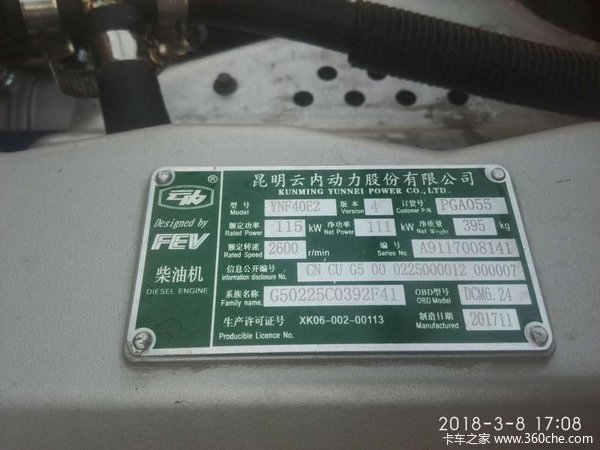 昆明云内动力股份有限公司
KUNMING YUNNEI POWER CO., LTD.
云内 ®
Designed by
FEV
柴油机
DIESEL ENGINE
型号 Model YNF40E2 版本 Version 4 订货号 Customer P/N PGA055
额定功率 Rated Power 115 kW 净功率 Net Power 111 kW 净质量 Net Wright 395 kg
额定转速 Rated Speed 2600 r/min 编号 Series No A9117008141
信息公开编号 information disclosure No. CN CU G5 00 0225000012 000007
系族名称 Family name. G50225C0392F41 OBD型号 OBD Model DCM6.24
生产许可证号 Producible Licence No. XK06-002-00113 制造日期 Manufactured 201711
2018-3-8 17:08
卡车之家 www.360che.com